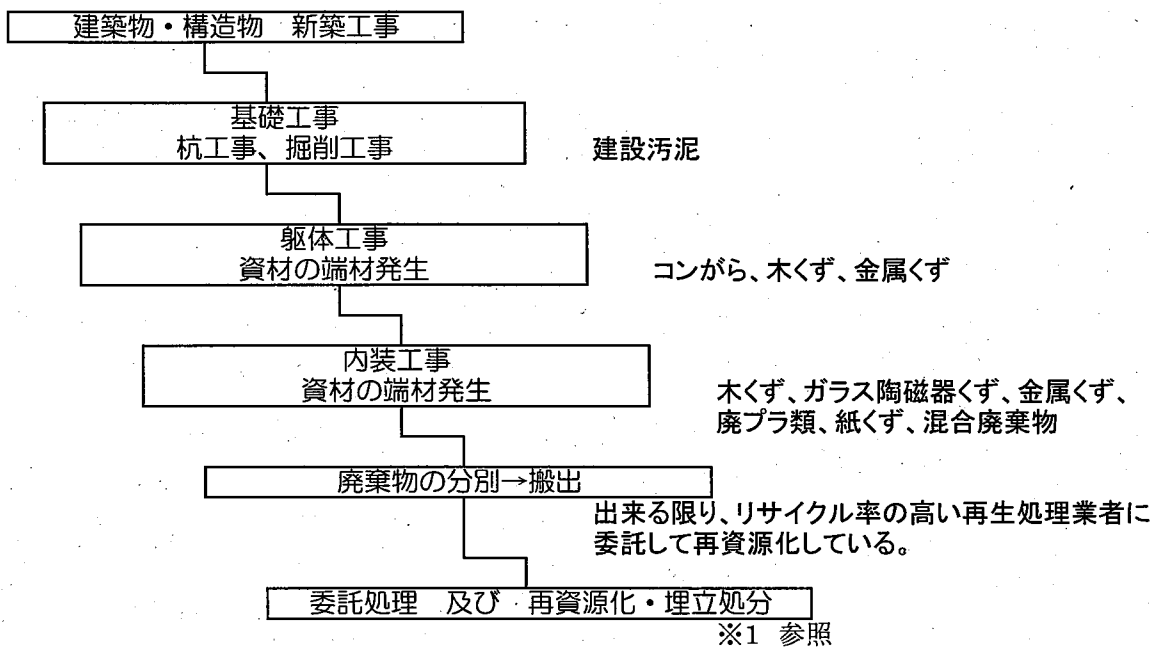 建築物・構造物　新築工事
基礎工事
杭工事、掘削工事
建設汚泥
躯体工事
資材の端材発生
コンがら、木くず、金属くず
内装工事
資材の端材発生
木くず、ガラス陶磁器くず、金属くず、
廃プラ類、紙くず、混合廃棄物
廃棄物の分別→搬出
出来る限り、リサイクル率の高い再生処理業者に
委託して再資源化している。
委託処理　及び　再資源化・埋立処分
※1　参照